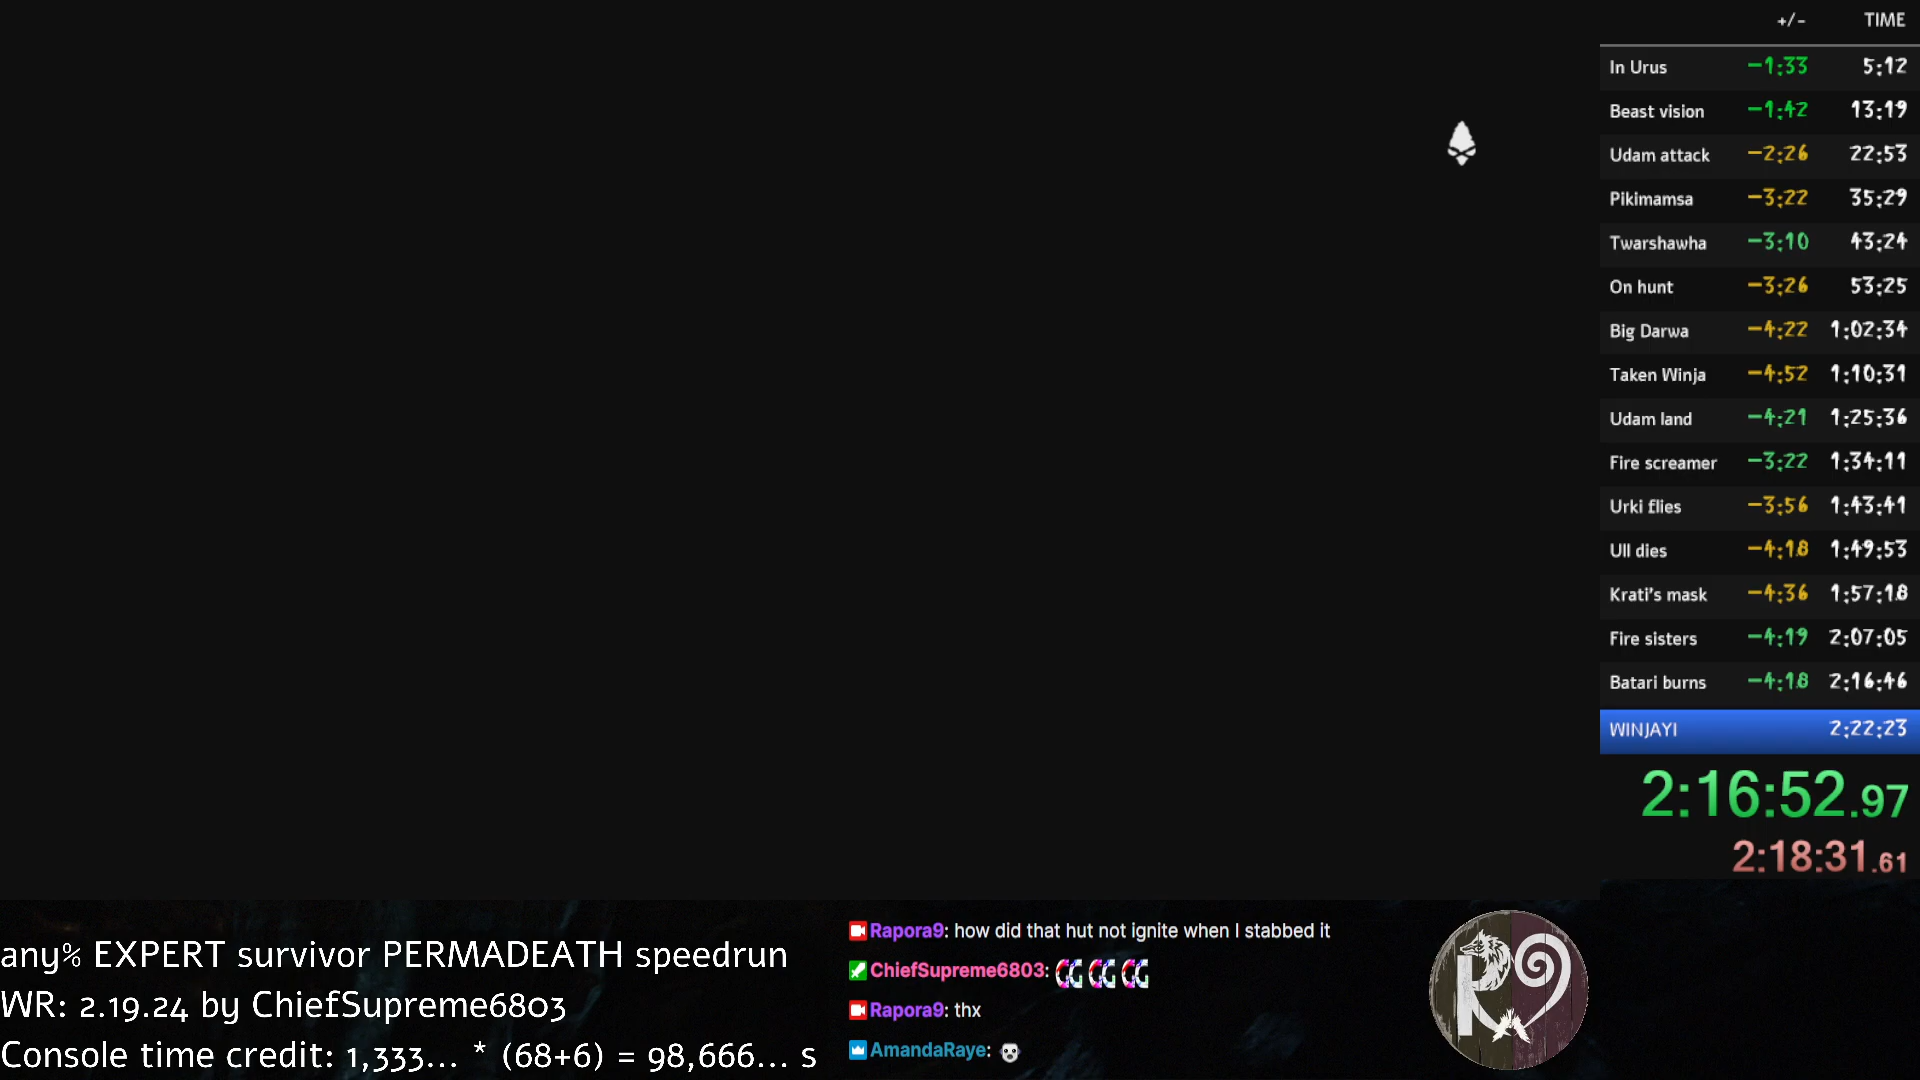 +/- TIME
In Urus -1:33 5:12
Beast vision -1:42 13:19
Udam attack -2:26 22:53
Pikimamsa -3:22 35:29
Twarshawha -3:10 43:24
On hunt -3:26 53:25
Big Darwa -4:22 1:02:34
Taken Winja -4:52 1:10:31
Udam land -4:21 1:25:36
Fire screamer -3:22 1:34:11
Urki flies -3:56 1:43:41
Ull dies -4:18 1:49:53
Krati's mask -4:36 1:57:18
Fire sisters -4:19 2:07:05
Batari burns -4:18 2:16:46
WINJAYI 2:22:23
2:16:52.97
2:18:31.61
any% EXPERT survivor PERMADEATH speedrun
WR: 2.19.24 by ChiefSupreme6803
Console time credit: 1,333... * (68+6) = 98,666... s
Rapora9: how did that hut not ignite when I stabbed it
ChiefSupreme6803: GG GG GG
Rapora9: thx
AmandaRaye:
R9